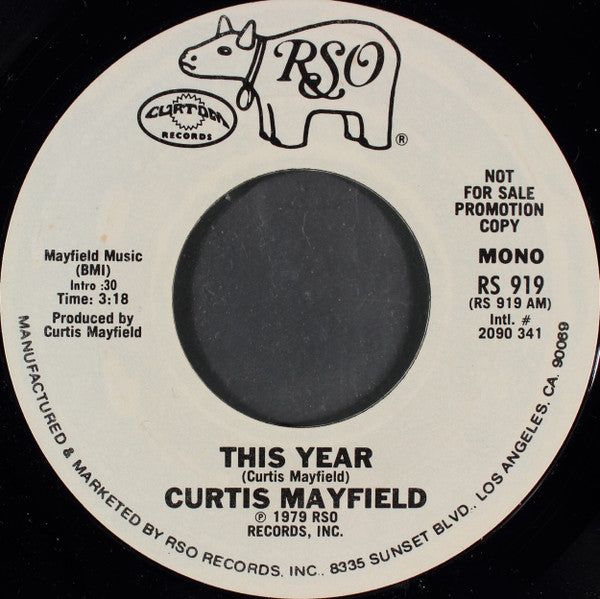 RSO
®
CURTOM
RECORDS
NOT
FOR SALE
PROMOTION
COPY
MONO
RS 919
(RS 919 AM)
Intl. #
2090 341
Mayfield Music
(BMI)
Intro :30
Time: 3:18
Produced by
Curtis Mayfield
THIS YEAR
(Curtis Mayfield)
CURTIS MAYFIELD
℗ 1979 RSO
RECORDS, INC.
MANUFACTURED & MARKETED BY RSO RECORDS, INC., 8335 SUNSET BLVD., LOS ANGELES, CA. 90069